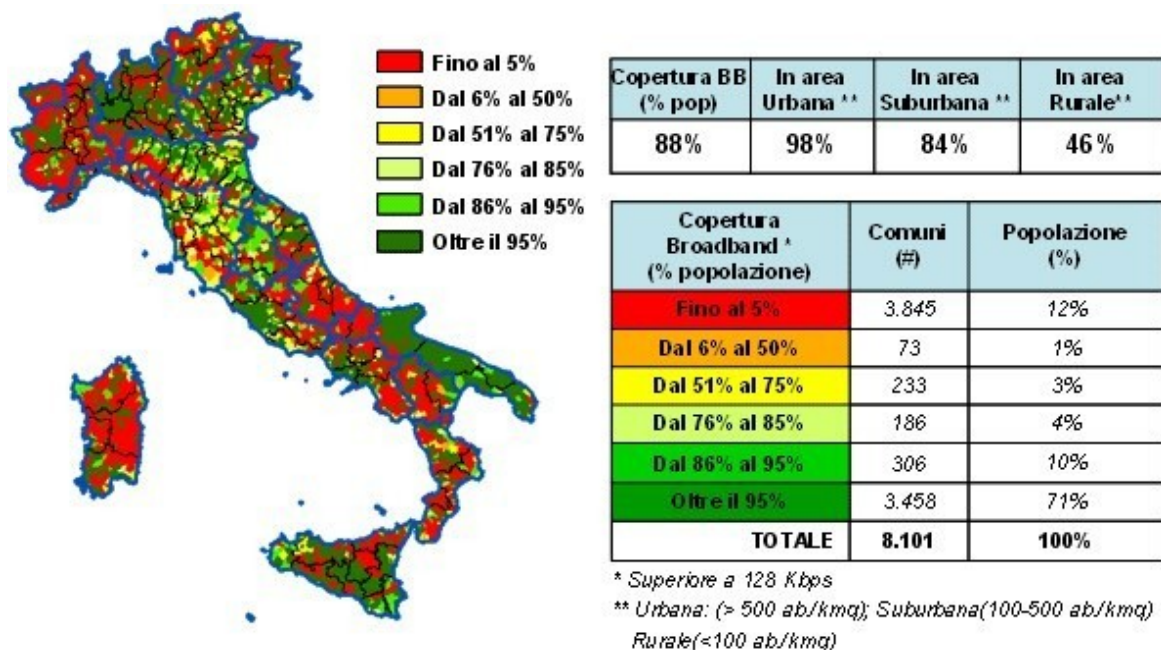 Fino al 5%
Dal 6% al 50%
Dal 51% al 75%
Dal 76% al 85%
Dal 86% al 95%
Oltre il 95%
Copertura BB (% pop) In area Urbana ** In area Suburbana ** In area Rurale**
88% 98% 84% 46%
Copertura Broadband * (% popolazione) Comuni (#) Popolazione (%)
Fino al 5% 3.845 12%
Dal 6% al 50% 73 1%
Dal 51% al 75% 233 3%
Dal 76% al 85% 186 4%
Dal 86% al 95% 306 10%
Oltre il 95% 3.458 71%
TOTALE 8.101 100%
* Superiore a 128 Kbps
** Urbana: (> 500 ab./kmq); Suburbana(100-500 ab./kmq)
Rurale(<100 ab./kmq)